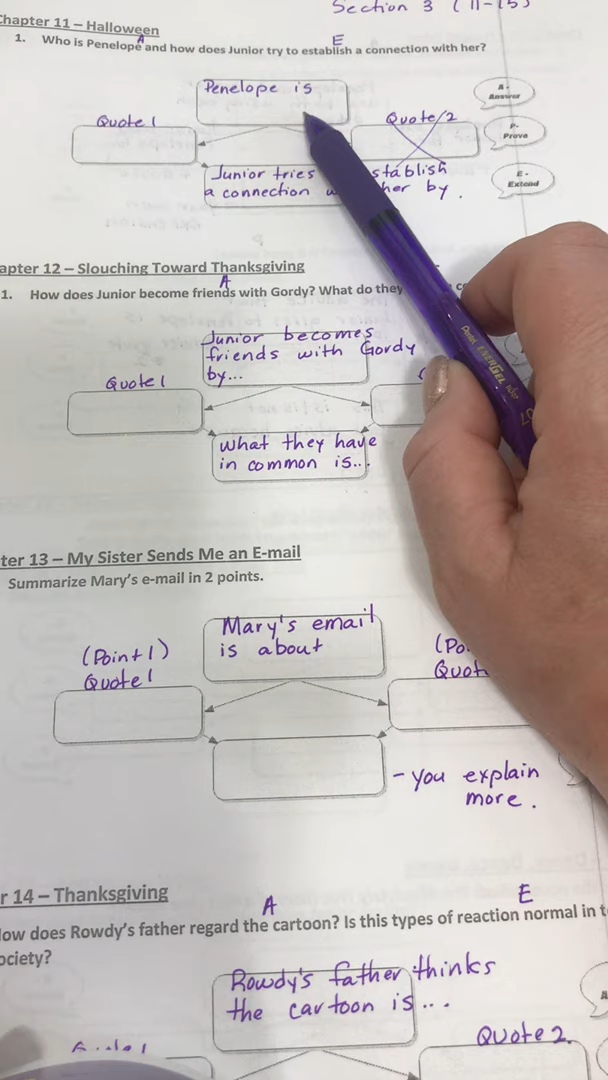 Section 3 (11-15)
Chapter 11 – Halloween
1. Who is Penelope and how does Junior try to establish a connection with her?
A
E
Penelope is
A - Answer
Quote 1
Quote 2
P- Prove
Junior tries stablish
a connection her by.
E - Extend
apter 12 – Slouching Toward Thanksgiving
A
1. How does Junior become friends with Gordy? What do they
Junior becomes
friends with Gordy
by...
Quote 1
what they have
in common is...
ter 13 – My Sister Sends Me an E-mail
Summarize Mary's e-mail in 2 points.
Mary's email
is about
(Point 1)
Quote 1
(Po
Quot
- you explain
more.
r 14 – Thanksgiving
A
E
How does Rowdy's father regard the cartoon? Is this types of reaction normal in t
ociety?
Rowdy's father thinks
the cartoon is...
Quote 2